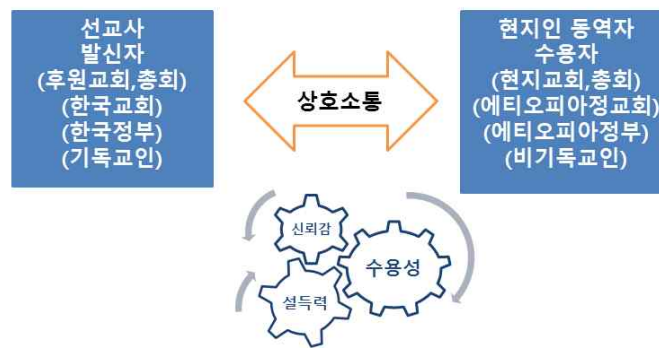 선교사
발신자
(후원교회,총회)
(한국교회)
(한국정부)
(기독교인)
상호소통
현지인 동역자
수용자
(현지교회,총회)
(에티오피아정교회)
(에티오피아정부)
(비기독교인)
신뢰감
수용성
설득력